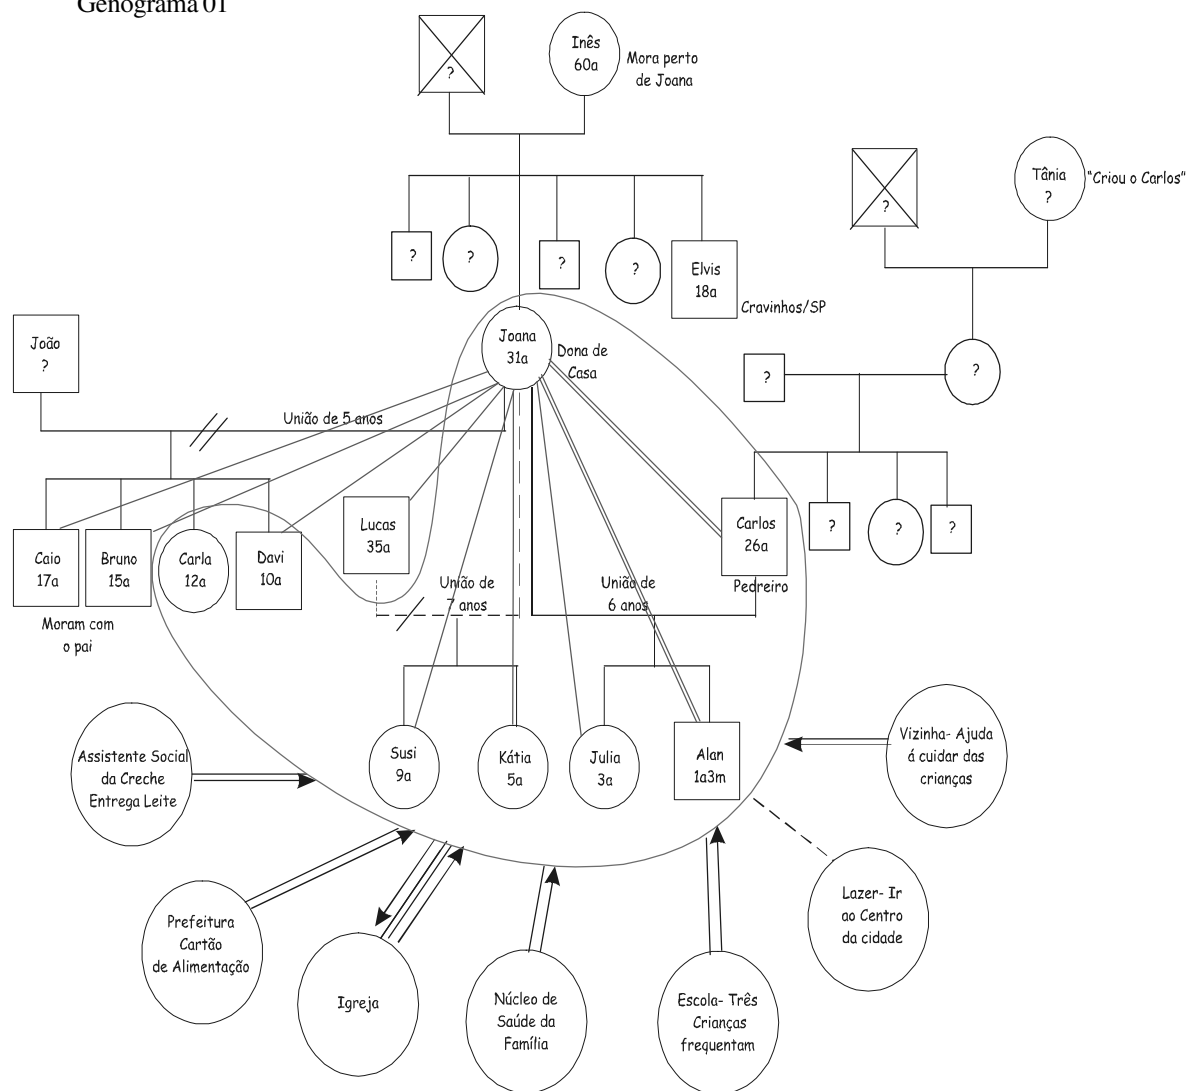 Genograma 01
?
Inês
60a
Mora perto
de Joana
?
Tânia
?
"Criou o Carlos"
?
?
?
?
Elvis
18a
Cravinhos/SP
João
?
Joana
31a
Dona de
Casa
?
?
União de 5 anos
Caio
17a
Bruno
15a
Carla
12a
Davi
10a
Lucas
35a
Carlos
26a
?
?
?
Pedreiro
Moram com
o pai
União de
7 anos
União de
6 anos
Susi
9a
Kátia
5a
Julia
3a
Alan
1a3m
Assistente Social
da Creche
Entrega Leite
Vizinha- Ajuda
á cuidar das
crianças
Prefeitura
Cartão
de Alimentação
Igreja
Núcleo de
Saúde da
Família
Escola- Três
Crianças
frequentam
Lazer- Ir
ao Centro
da cidade